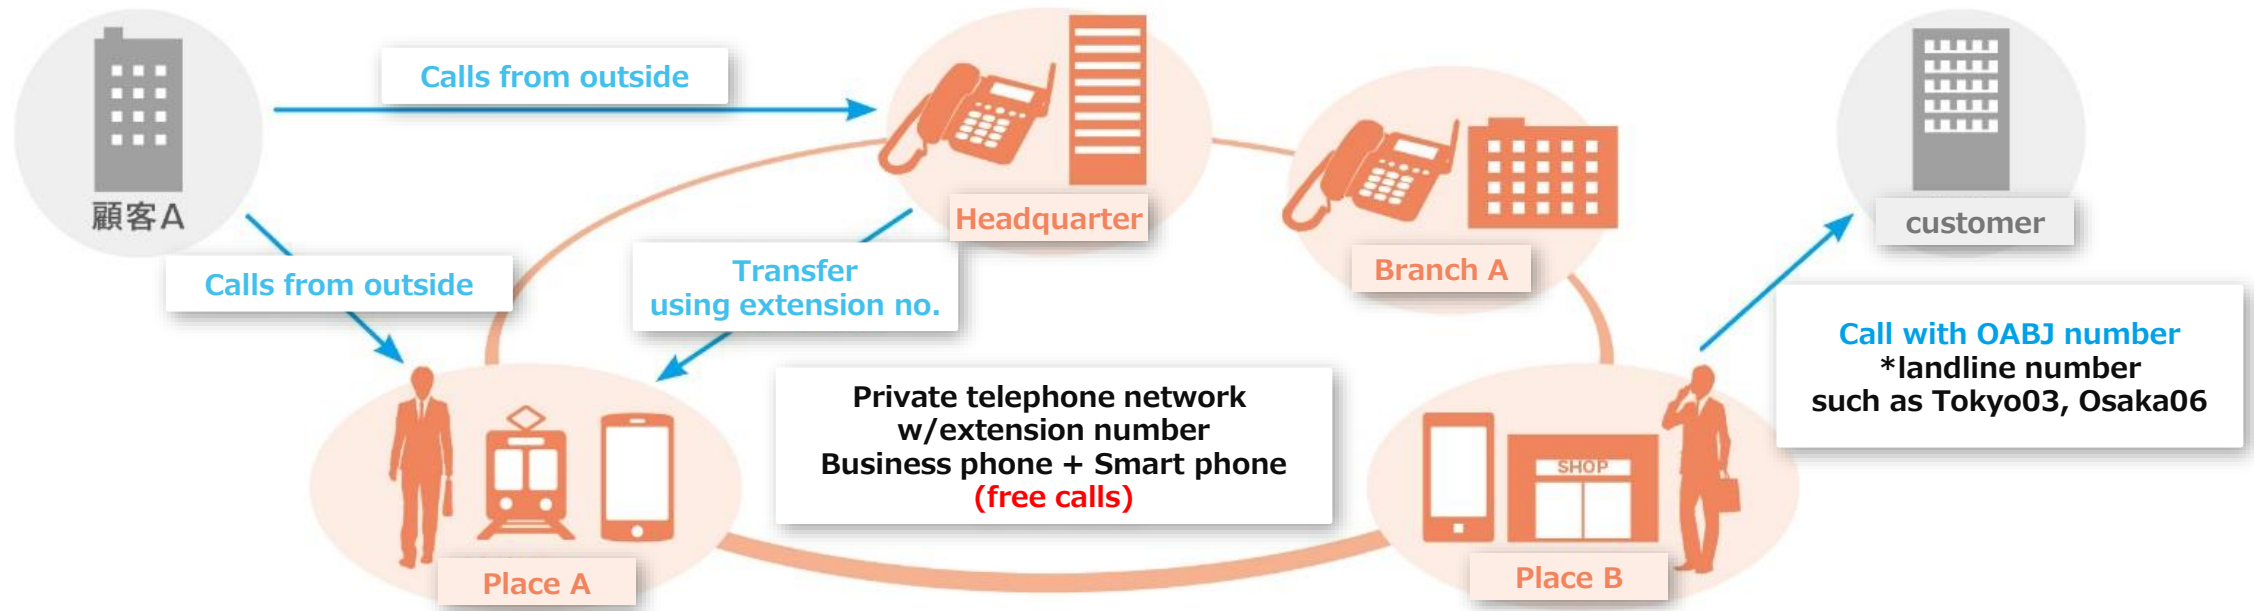 Calls from outside
顧客A
Headquarter
customer
Branch A
Calls from outside
Transfer
using extension no.
Call with OABJ number
*landline number
such as Tokyo03, Osaka06
Private telephone network
w/extension number
Business phone + Smart phone
(free calls)
SHOP
Place A
Place B